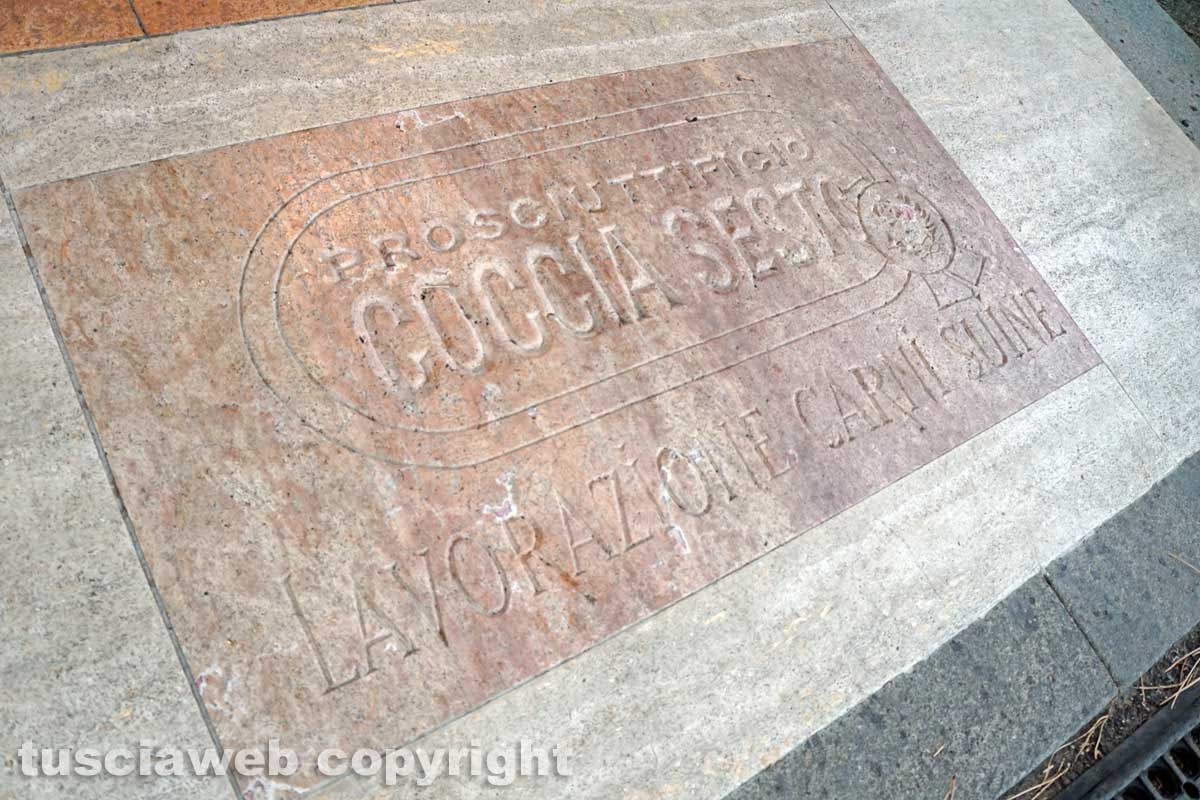 PROSCIUTTIFICIO
COCCIA SESTO
LAVORAZIONE CARNI SUINE
tusciaweb copyright